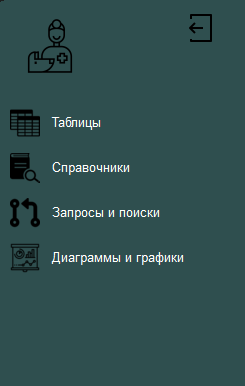 Таблицы
Справочники
Запросы и поиски
Диаграммы и графики